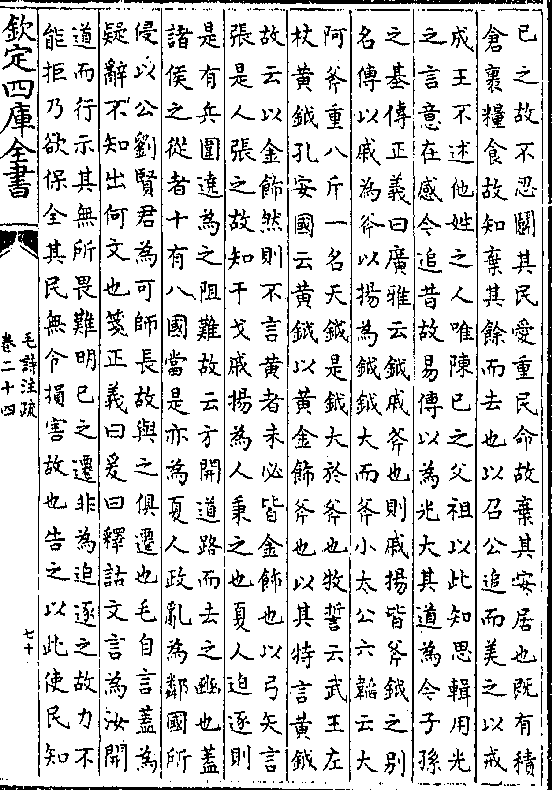 已之故不忍鬭其民愛重民命故棄其安居也既有積
倉裹糧食故知棄其餘而去也以召公追而美之以戒
成王不述他姓之人唯陳已之父祖以此知思輯用光
之言意在感令追昔故易傳以為光大其道為令子孫
之基傳正義曰廣雅云鉞戚斧也則戚揚皆斧鉞之别
名傳以戚為斧以揚為鉞鉞大而斧小太公六韜云大
阿斧重八斤一名天鉞是鉞大於斧也牧誓云武王左
杖黄鉞孔安國云黄鉞以黄金飾斧也以其特言黄鉞
故云以金飾然則不言黄者未必皆金飾也以弓矢言
張是人張之故知干戈戚揚為人秉之也夏人迫逐則
是有兵圍遶為之阻難故云方開道路而去之豳也蓋
諸侯之從者十有八國當是亦為夏人政亂為鄰國所
侵以公劉賢君為可師長故與之俱遷也毛自言蓋為
疑辭不知出何文也箋正義曰爰曰釋詁文言為汝開
道而行示其無所畏難明已之遷非為迫逐之故力不
能拒乃欲保全其民無令損害故也告之以此使民知
欽定四庫全書
毛詩注疏
卷二十四
七十